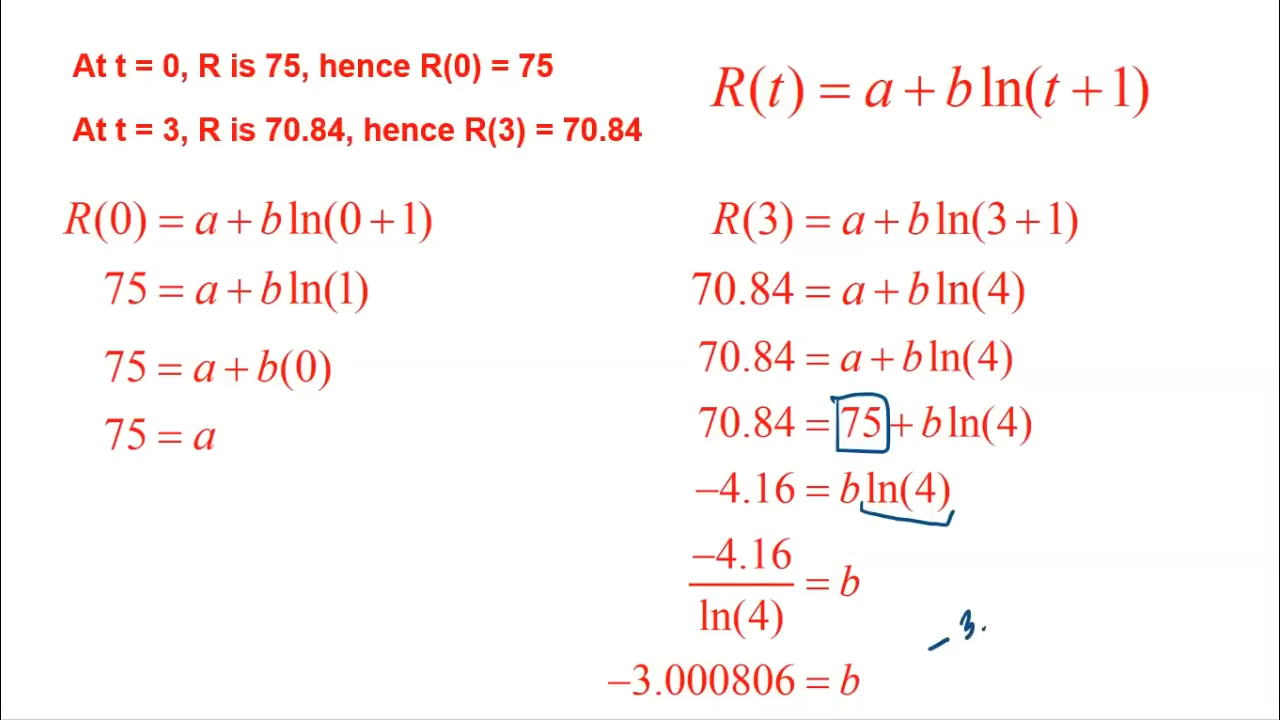 At t = 0, R is 75, hence R(0) = 75
At t = 3, R is 70.84, hence R(3) = 70.84
R(t) = a + b ln(t + 1)
R(0) = a + b ln(0 + 1)
75 = a + b ln(1)
75 = a + b(0)
75 = a
R(3) = a + b ln(3 + 1)
70.84 = a + b ln(4)
70.84 = a + b ln(4)
70.84 = 75 + b ln(4)
−4.16 = b ln(4)
−4.16
ln(4)
= b
−3.000806 = b
− 3.